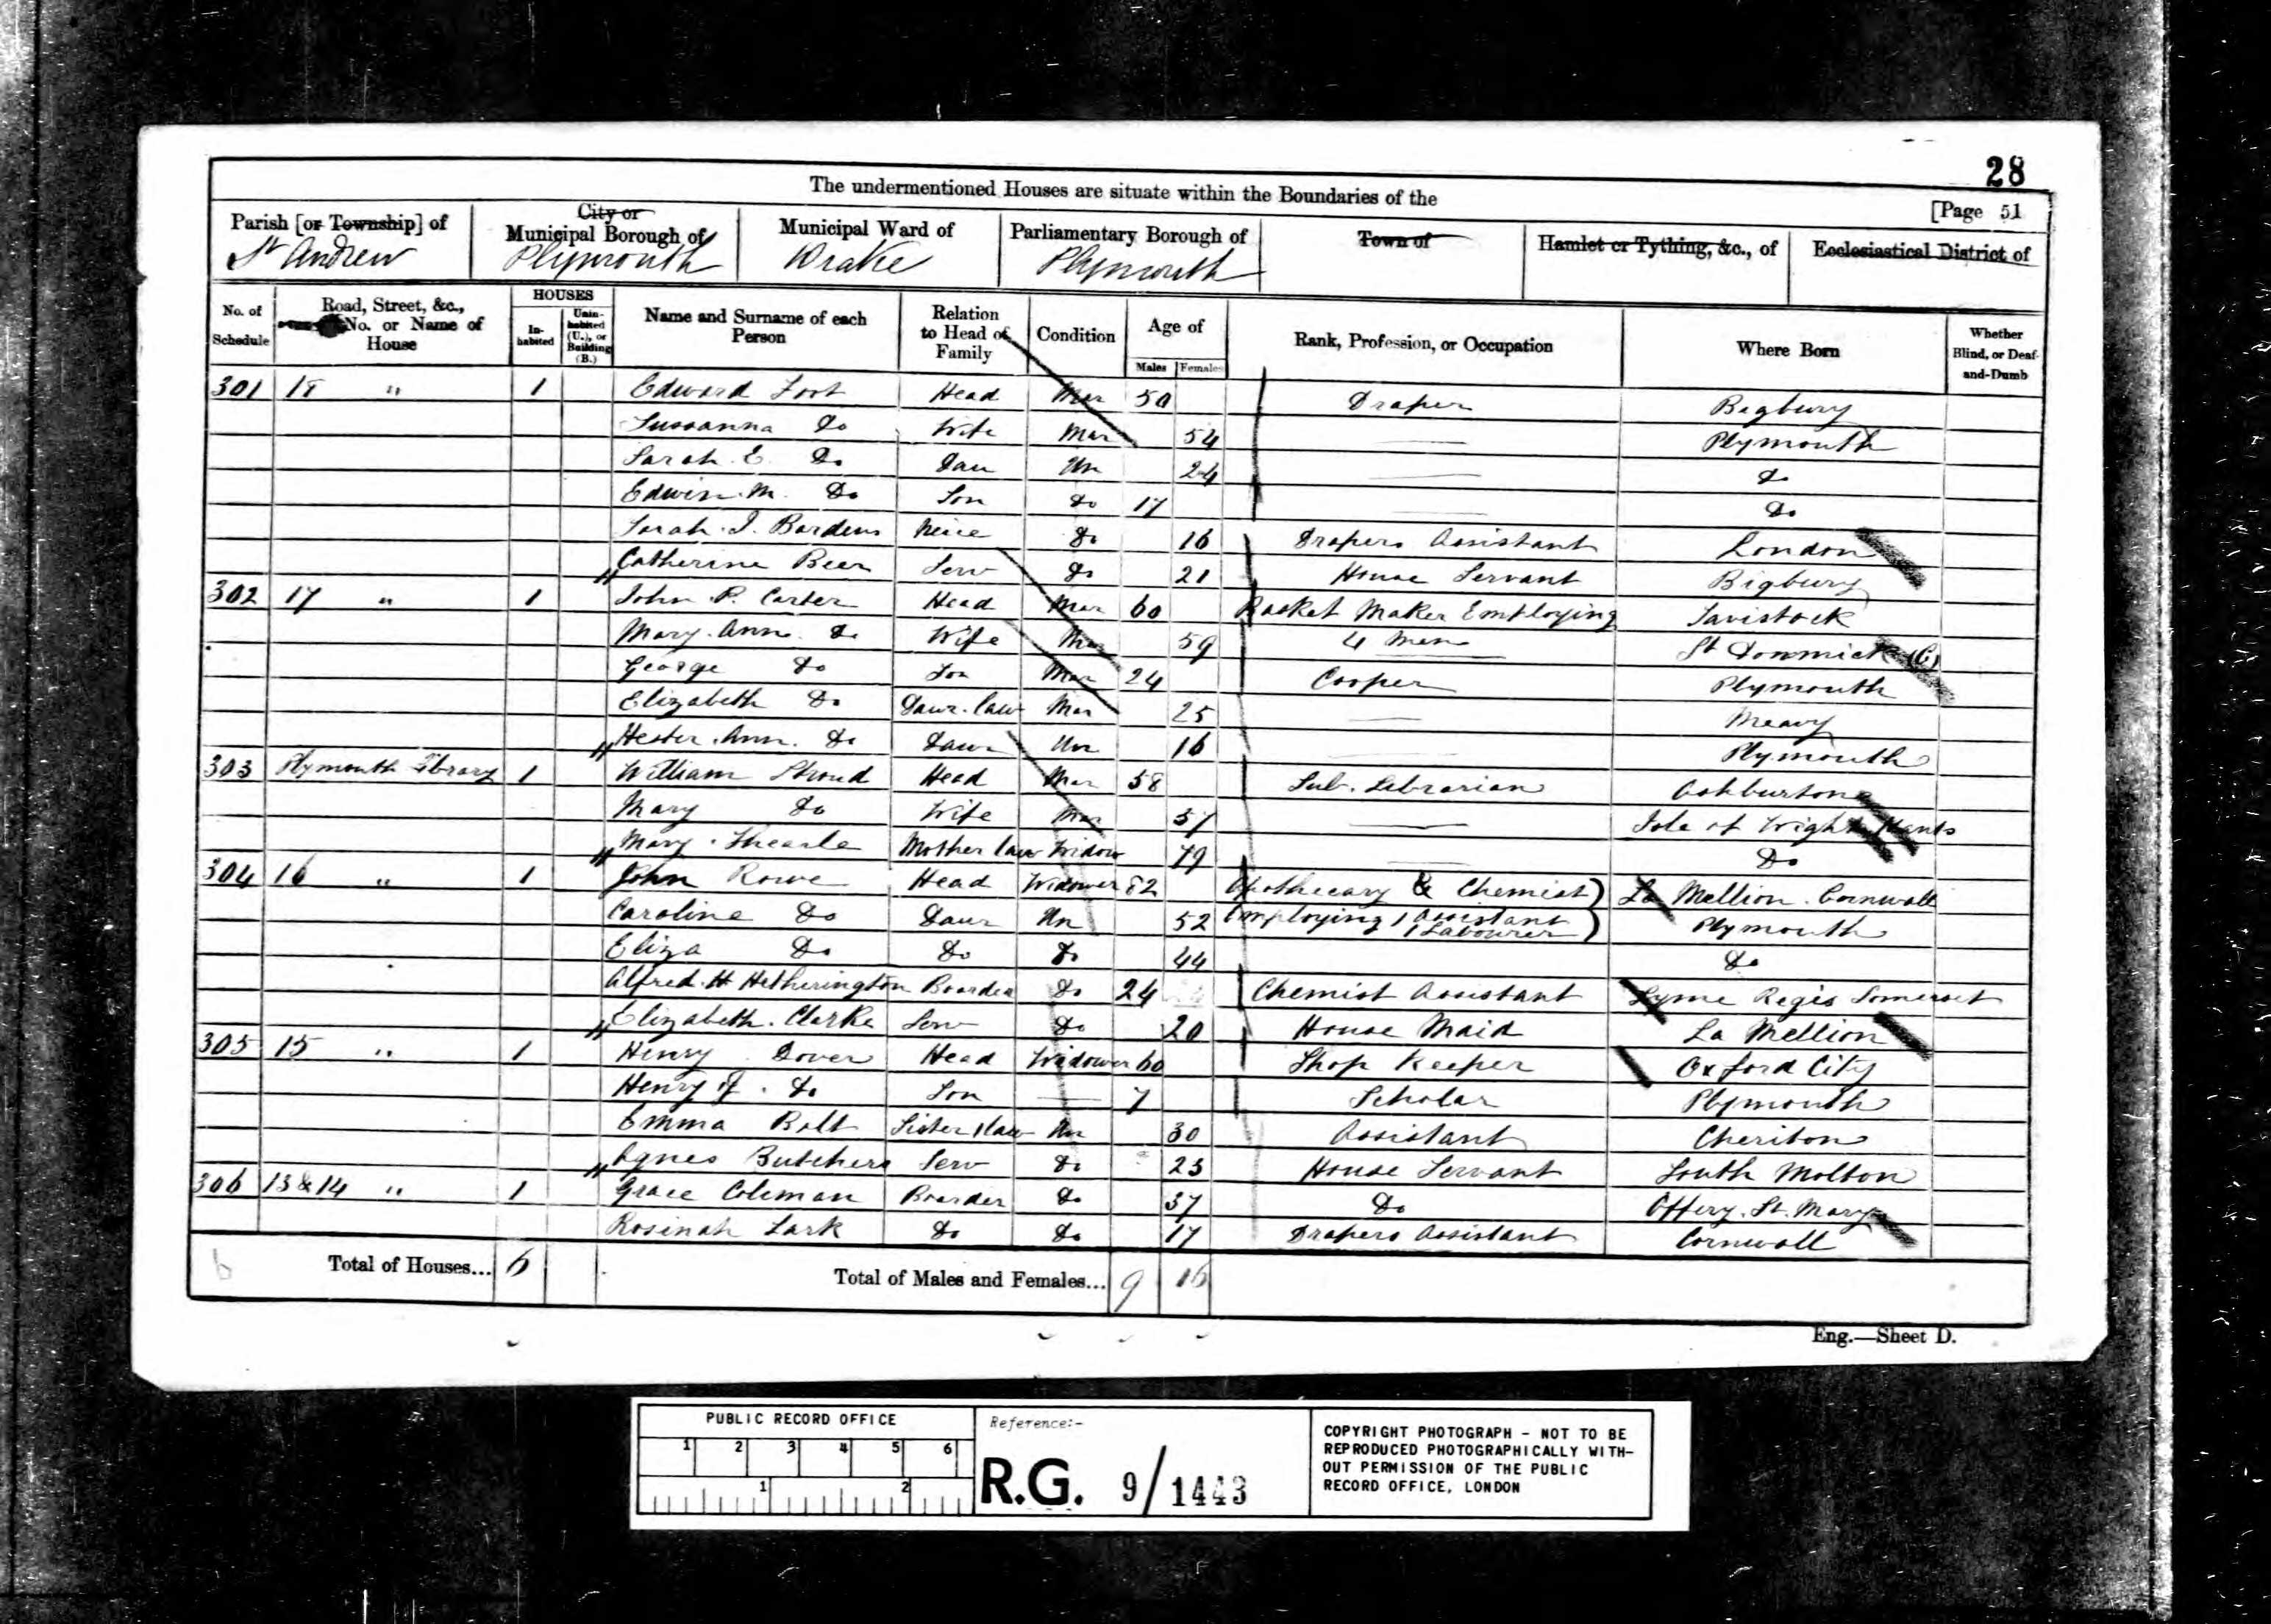 28
The undermentioned Houses are situate within the Boundaries of the
[Page 51
Parish [or Township] of
St Andrew
City or
Municipal Borough of
Plymouth
Municipal Ward of
Drake
Parliamentary Borough of
Plymouth
Town of
Hamlet or Tything, &c., of
Ecclesiastical District of
No. of Schedule
Road, Street, &c., No. or Name of House
HOUSES
In-habited
Unin-habited (U.), or Building (B.)
Name and Surname of each Person
Relation to Head of Family
Condition
Age of
Males Females
Rank, Profession, or Occupation
Where Born
Whether Blind, or Deaf-and-Dumb
301 18 " 1 Edward Foot Head Mar 50 Draper Bigbury
Sussanna Do Wife Mar 54 Plymouth
Sarah E. Do Dau Un 24 Do
Edwin M. Do Son Do 17 Do
Sarah J. Bardens Neice Do 16 Drapers Assistant London
Catherine Beer Serv Do 21 House Servant Bigbury
302 17 " 1 John P. Carter Head Mar 60 Basket Maker Employing Tavistock
Mary Ann Do Wife Mar 59 4 Men St Donmick (C)
George Do Son Mar 24 Cooper Plymouth
Elizabeth Do Daur law Mar 25 Meavy
Hester Ann Do Daur Un 16 Plymouth
303 Plymouth Library 1 William Stroud Head Mar 58 Sub. Librarian Ashburton
Mary Do Wife Mar 57 Isle of Wight Hants
Mary Shearle Mother law Widow 79 Do
304 16 " 1 John Rowe Head Widower 82 Apothecary & Chemist) La Mellion Cornwall
Caroline Do Daur Un 52 Employing 1 Assistant 1 Labourer) Plymouth
Eliza Do Do Do 44 Do
Alfred H Hetherington Boarder Do 24 Chemist Assistant Lyme Regis Somerset
Elizabeth Clarke Serv Do 20 House Maid La Mellion
305 15 " 1 Henry Dover Head Widower 60 Shop Keeper Oxford City
Henry F. Do Son 7 Scholar Plymouth
Emma Bolt Sister law Un 30 Assistant Cheriton
Agnes Butchers Serv Do 23 House Servant South Molton
306 13 & 14 " 1 Grace Coleman Boarder Do 37 Do Ottery St. Mary
Rosinah Lark Do Do 17 Drapers Assistant Cornwall
6 Total of Houses... 6 Total of Males and Females... 9 16
Eng.—Sheet D.
PUBLIC RECORD OFFICE
1 2 3 4 5 6
1 2
Reference:-
R.G. 9/1443
COPYRIGHT PHOTOGRAPH - NOT TO BE
REPRODUCED PHOTOGRAPHICALLY WITH-
OUT PERMISSION OF THE PUBLIC
RECORD OFFICE, LONDON